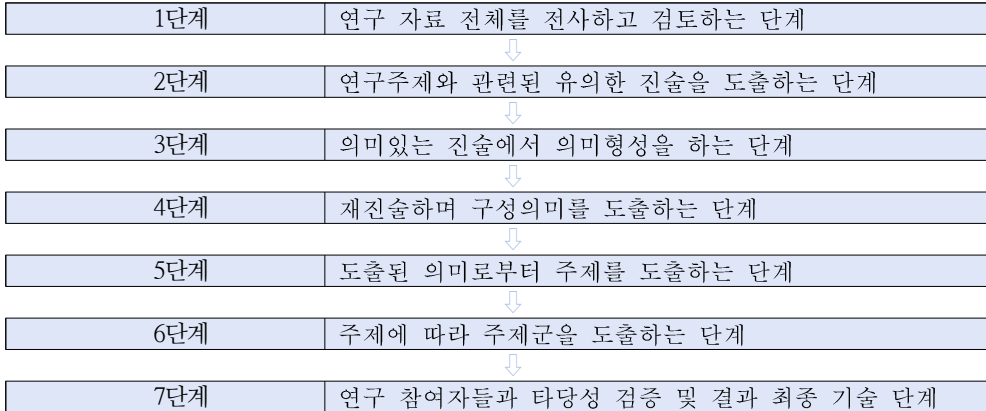 1단계 연구 자료 전체를 전사하고 검토하는 단계
2단계 연구주제와 관련된 유의한 진술을 도출하는 단계
3단계 의미있는 진술에서 의미형성을 하는 단계
4단계 재진술하며 구성의미를 도출하는 단계
5단계 도출된 의미로부터 주제를 도출하는 단계
6단계 주제에 따라 주제군을 도출하는 단계
7단계 연구 참여자들과 타당성 검증 및 결과 최종 기술 단계